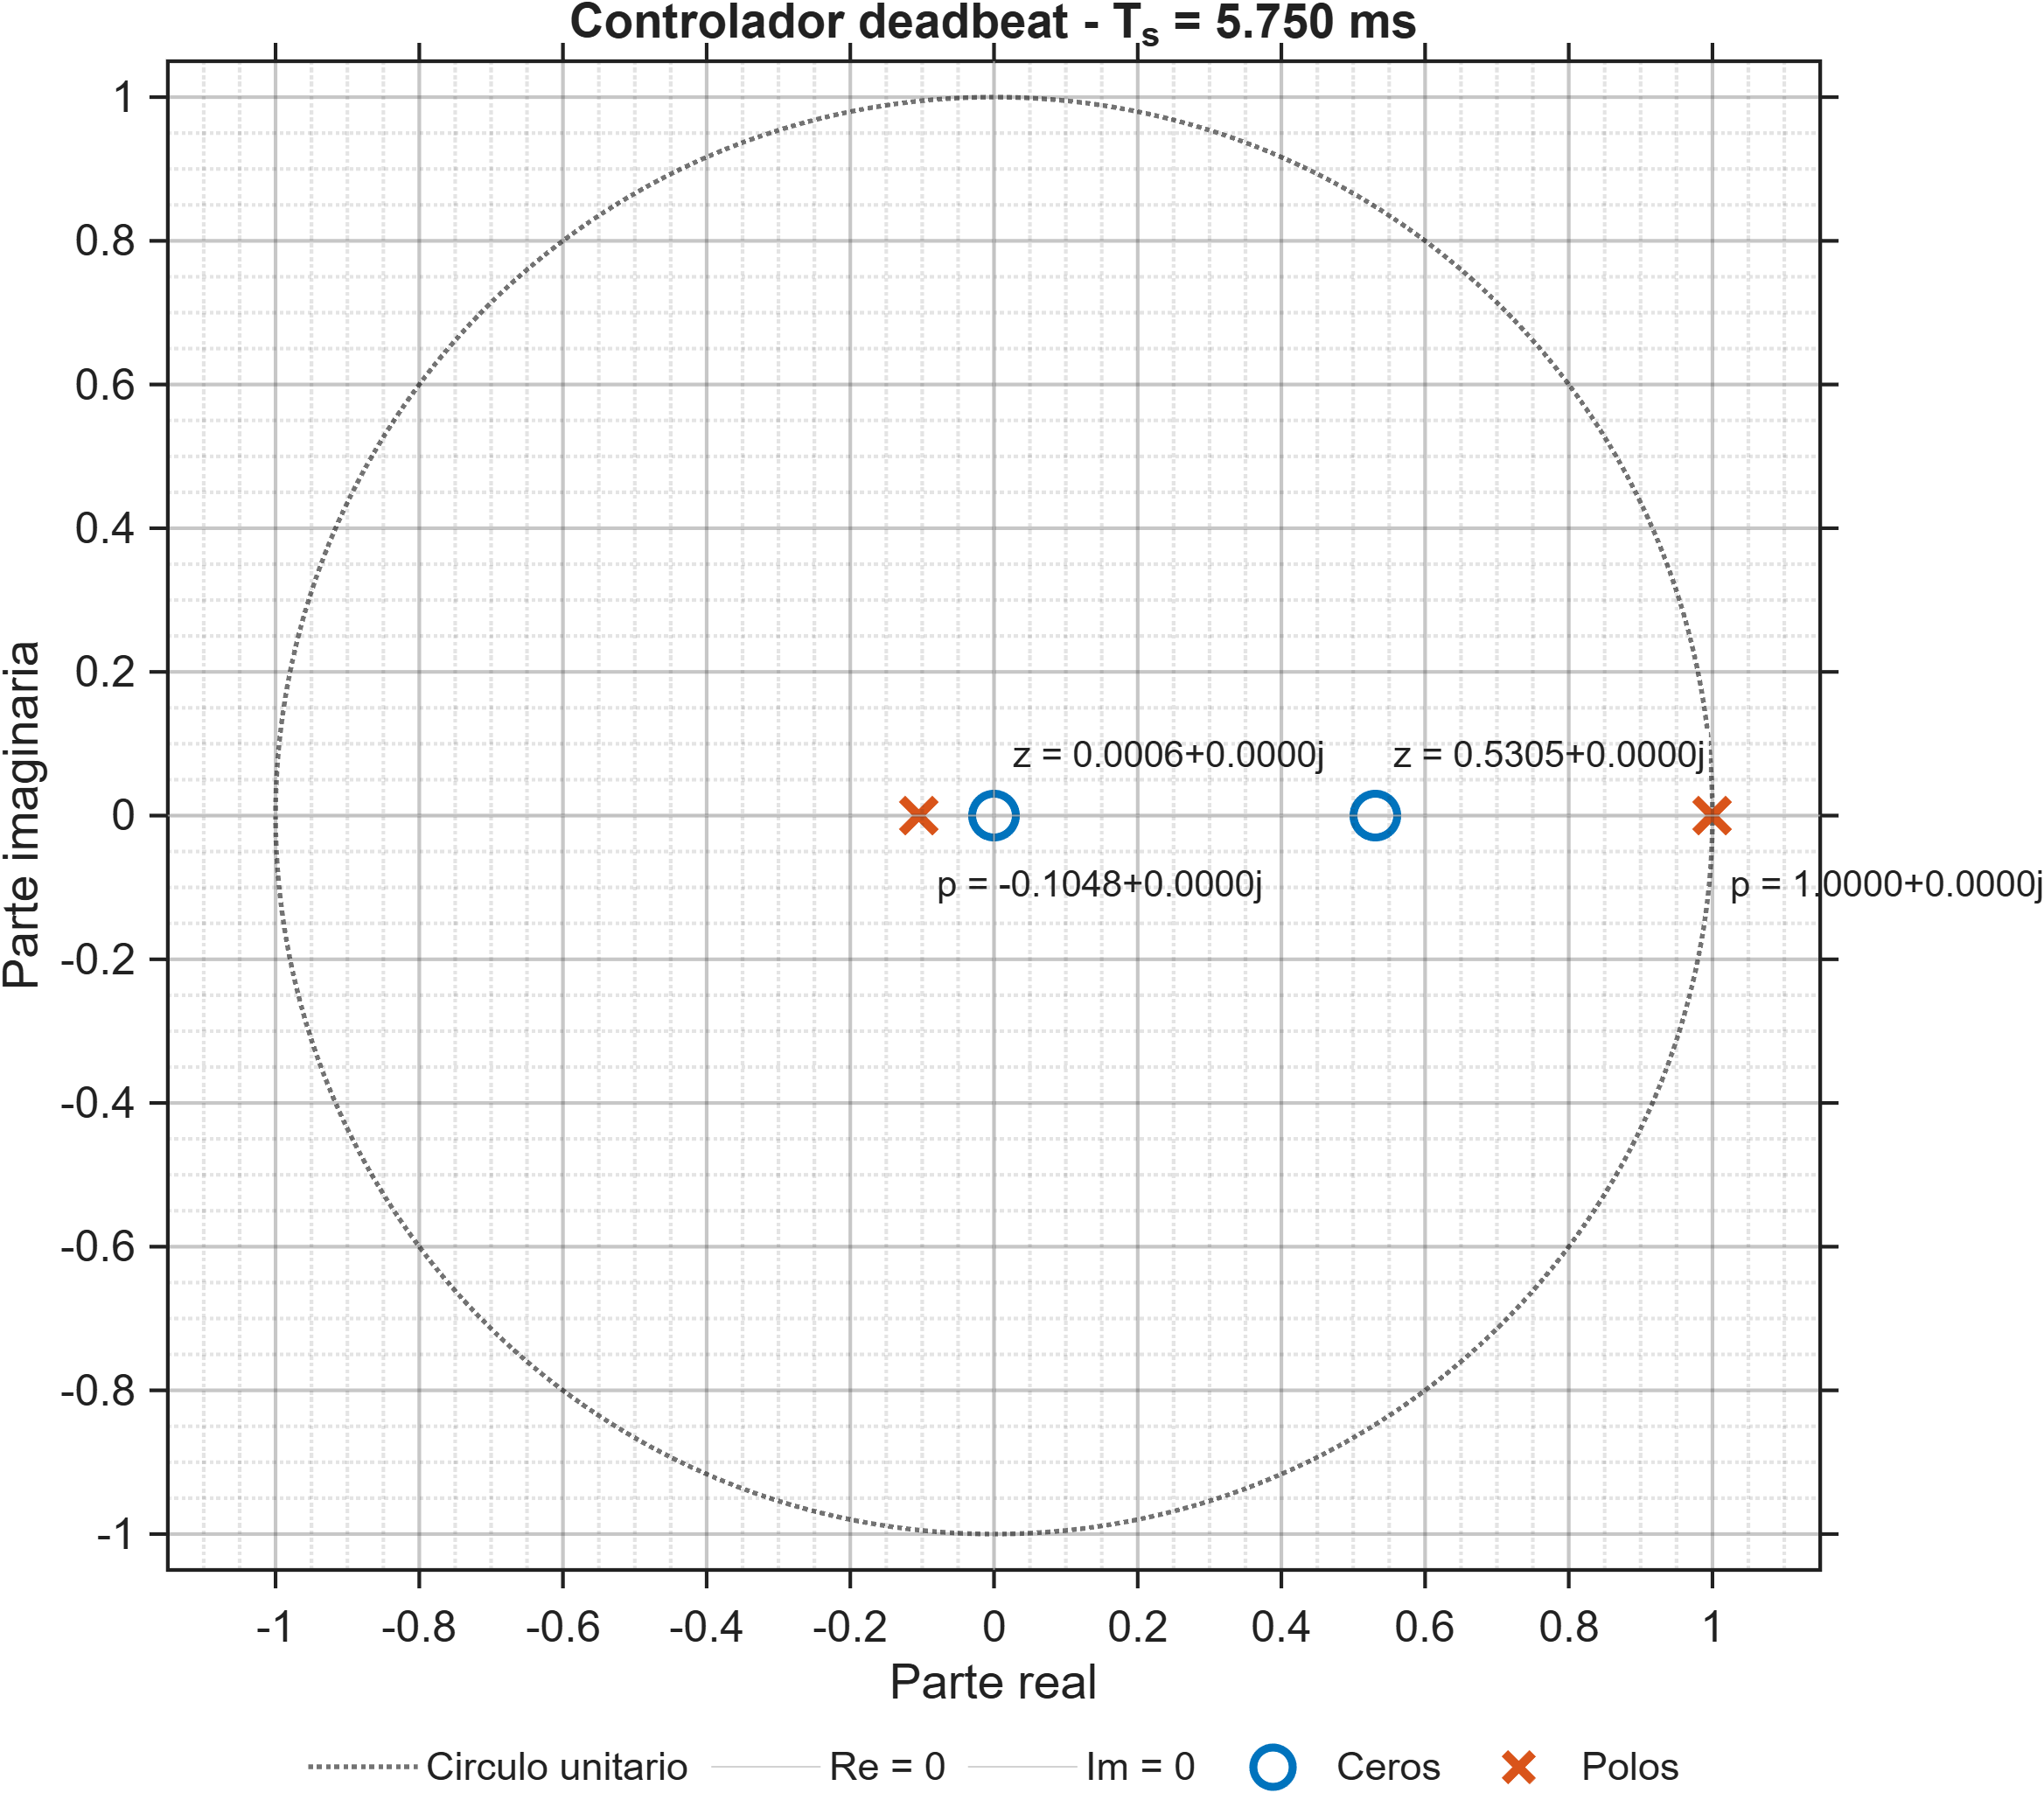 Controlador deadbeat - Ts = 5.750 ms
1
0.8
0.6
0.4
0.2
0
-0.2
-0.4
-0.6
-0.8
-1
Parte imaginaria
z = 0.0006+0.0000j
z = 0.5305+0.0000j
p = -0.1048+0.0000j
p = 1.0000+0.0000j
-1 -0.8 -0.6 -0.4 -0.2 0 0.2 0.4 0.6 0.8 1
Parte real
Circulo unitario Re = 0 Im = 0 Ceros Polos